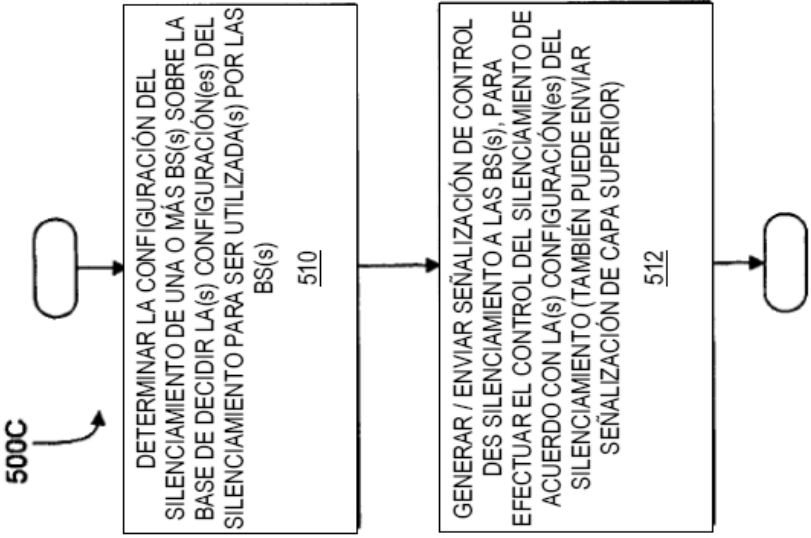 500C
DETERMINAR LA CONFIGURACIÓN DEL
SILENCIAMIENTO DE UNA O MÁS BS(s) SOBRE LA
BASE DE DECIDIR LA(s) CONFIGURACIÓN(es) DEL
SILENCIAMIENTO PARA SER UTILIZADA(s) POR LAS
BS(s)
510
GENERAR / ENVIAR SEÑALIZACIÓN DE CONTROL
DES SILENCIAMIENTO A LAS BS(s), PARA
EFECTUAR EL CONTROL DEL SILENCIAMIENTO DE
ACUERDO CON LA(s) CONFIGURACIÓN(es) DEL
SILENCIAMIENTO (TAMBIÉN PUEDE ENVIAR
SEÑALIZACIÓN DE CAPA SUPERIOR)
512